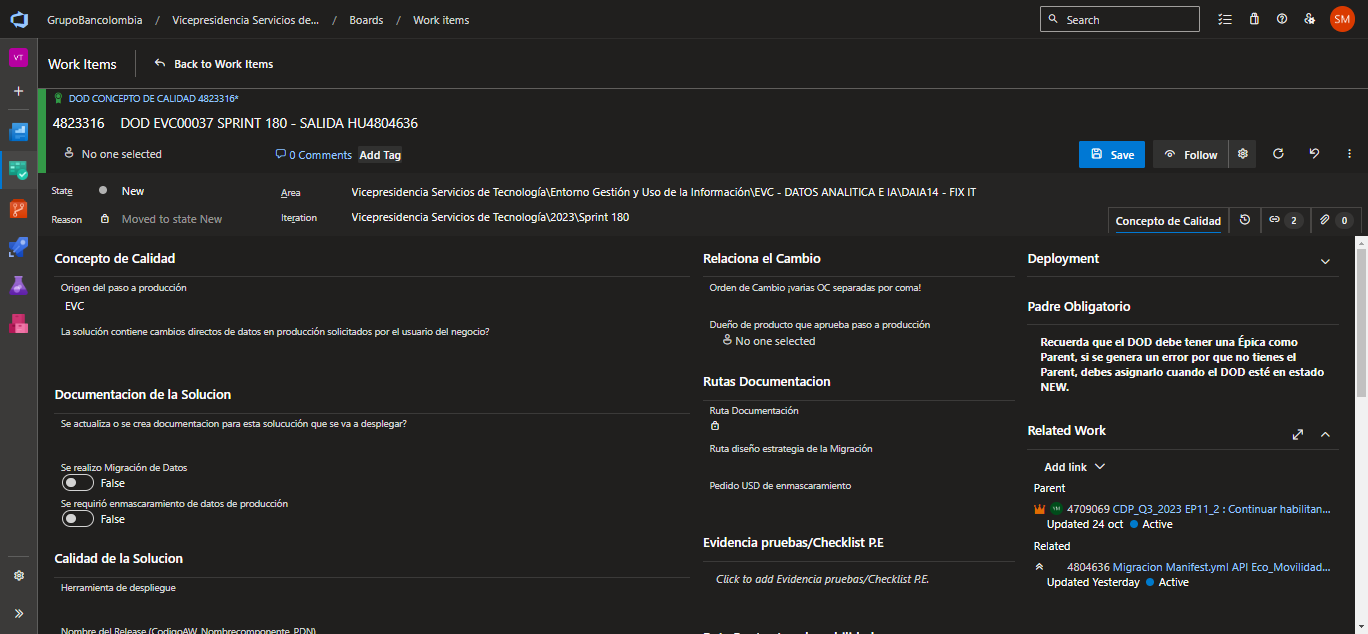 GrupoBancolombia / Vicepresidencia Servicios de... / Boards / Work items
Search
SM
VT
Work Items
Back to Work Items
DOD CONCEPTO DE CALIDAD 4823316*
4823316 DOD EVC00037 SPRINT 180 - SALIDA HU4804636
No one selected
0 Comments
Add Tag
Save
Follow
State
New
Area
Vicepresidencia Servicios de Tecnología\Entorno Gestión y Uso de la Información\EVC - DATOS ANALITICA E IA\DAIA14 - FIX IT
Reason
Moved to state New
Iteration
Vicepresidencia Servicios de Tecnología\2023\Sprint 180
Concepto de Calidad
2
0
Concepto de Calidad
Origen del paso a producción
EVC
La solución contiene cambios directos de datos en producción solicitados por el usuario del negocio?
Documentacion de la Solucion
Se actualiza o se crea documentacion para esta solucución que se va a desplegar?
Se realizo Migración de Datos
False
Se requirió enmascaramiento de datos de producción
False
Calidad de la Solucion
Herramienta de despliegue
Nombre del Release (CodigoAW_Nombrecomponente_PDN)
Relaciona el Cambio
Orden de Cambio ¡varias OC separadas por coma!
Dueño de producto que aprueba paso a producción
No one selected
Rutas Documentacion
Ruta Documentación
Ruta diseño estrategia de la Migración
Pedido USD de enmascaramiento
Evidencia pruebas/Checklist P.E
Click to add Evidencia pruebas/Checklist P.E.
Deployment
Padre Obligatorio
Recuerda que el DOD debe tener una Épica como
Parent, si se genera un error por que no tienes el
Parent, debes asignarlo cuando el DOD esté en estado
NEW.
Related Work
Add link
Parent
YM
4709069 CDP_Q3_2023 EP11_2 : Continuar habilitan...
Updated 24 oct
Active
Related
4804636 Migracion Manifest.yml API Eco_Movilidad...
Updated Yesterday
Active